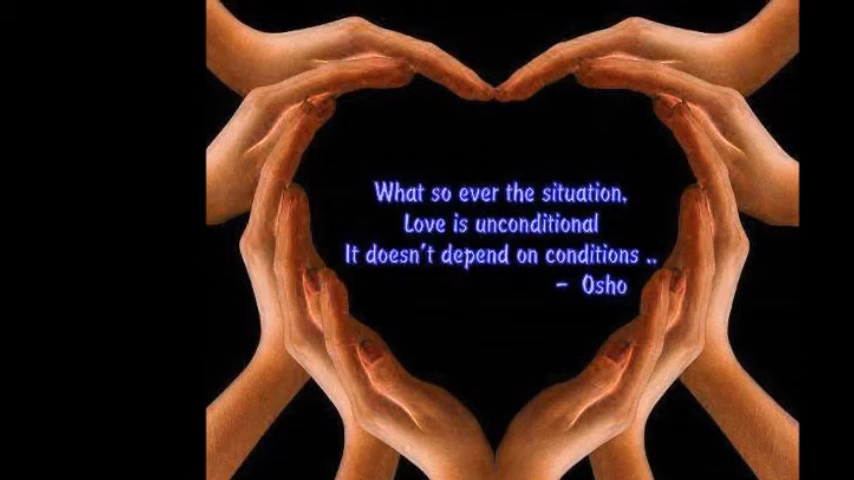 What so ever the situation,
Love is unconditional
It doesn't depend on conditions ..
- Osho